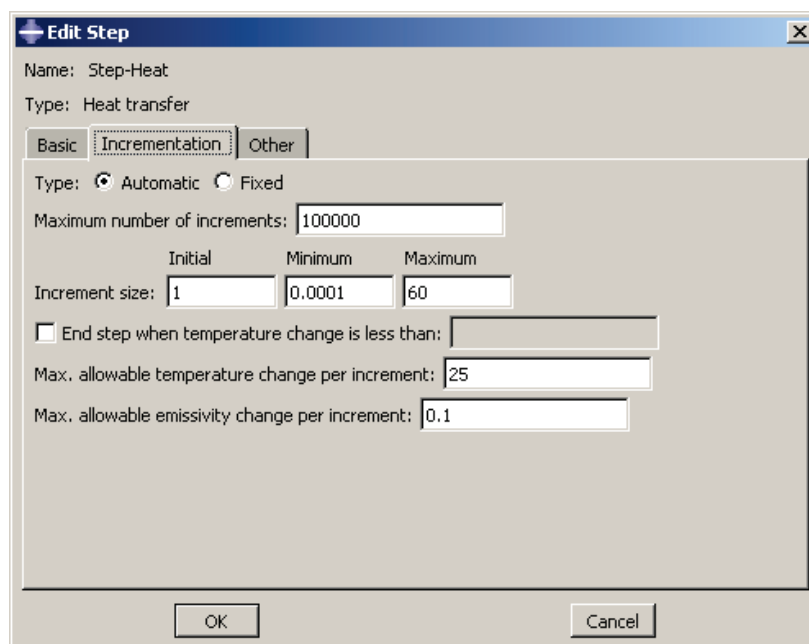 Edit Step
Name: Step-Heat
Type: Heat transfer
Basic Incrementation Other
Type: Automatic Fixed
Maximum number of increments: 100000
Initial Minimum Maximum
Increment size: 1 0.0001 60
End step when temperature change is less than:
Max. allowable temperature change per increment: 25
Max. allowable emissivity change per increment: 0.1
OK Cancel